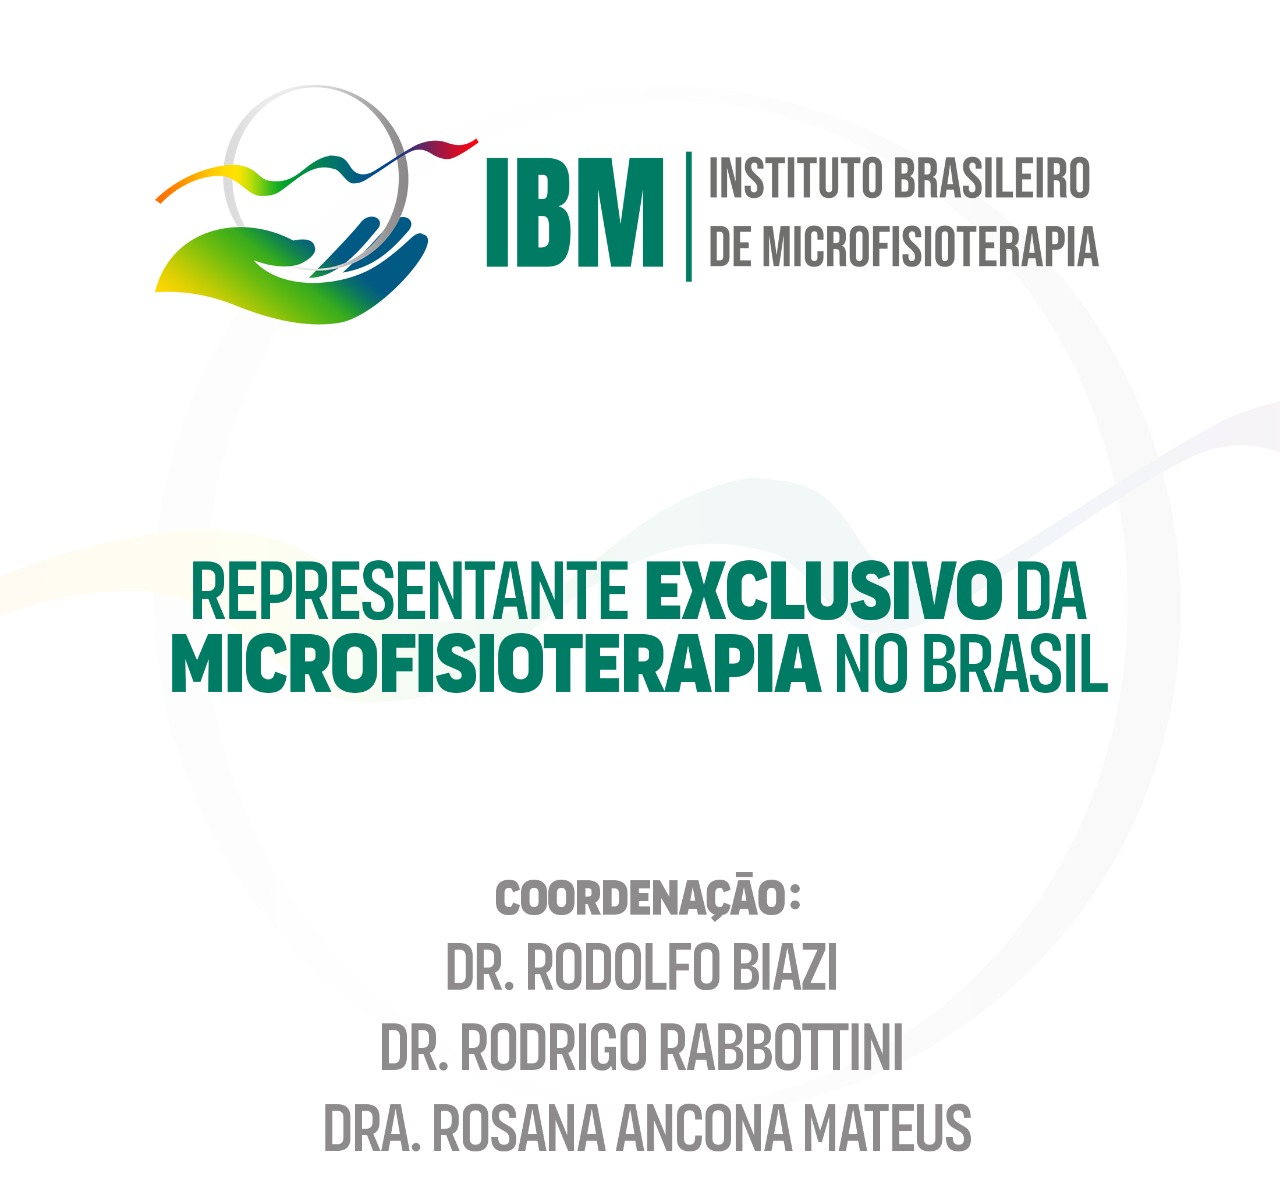 IBM
INSTITUTO BRASILEIRO
DE MICROFISIOTERAPIA
REPRESENTANTE EXCLUSIVO DA
MICROFISIOTERAPIA NO BRASIL
COORDENAÇÃO:
DR. RODOLFO BIAZI
DR. RODRIGO RABBOTTINI
DRA. ROSANA ANCONA MATEUS